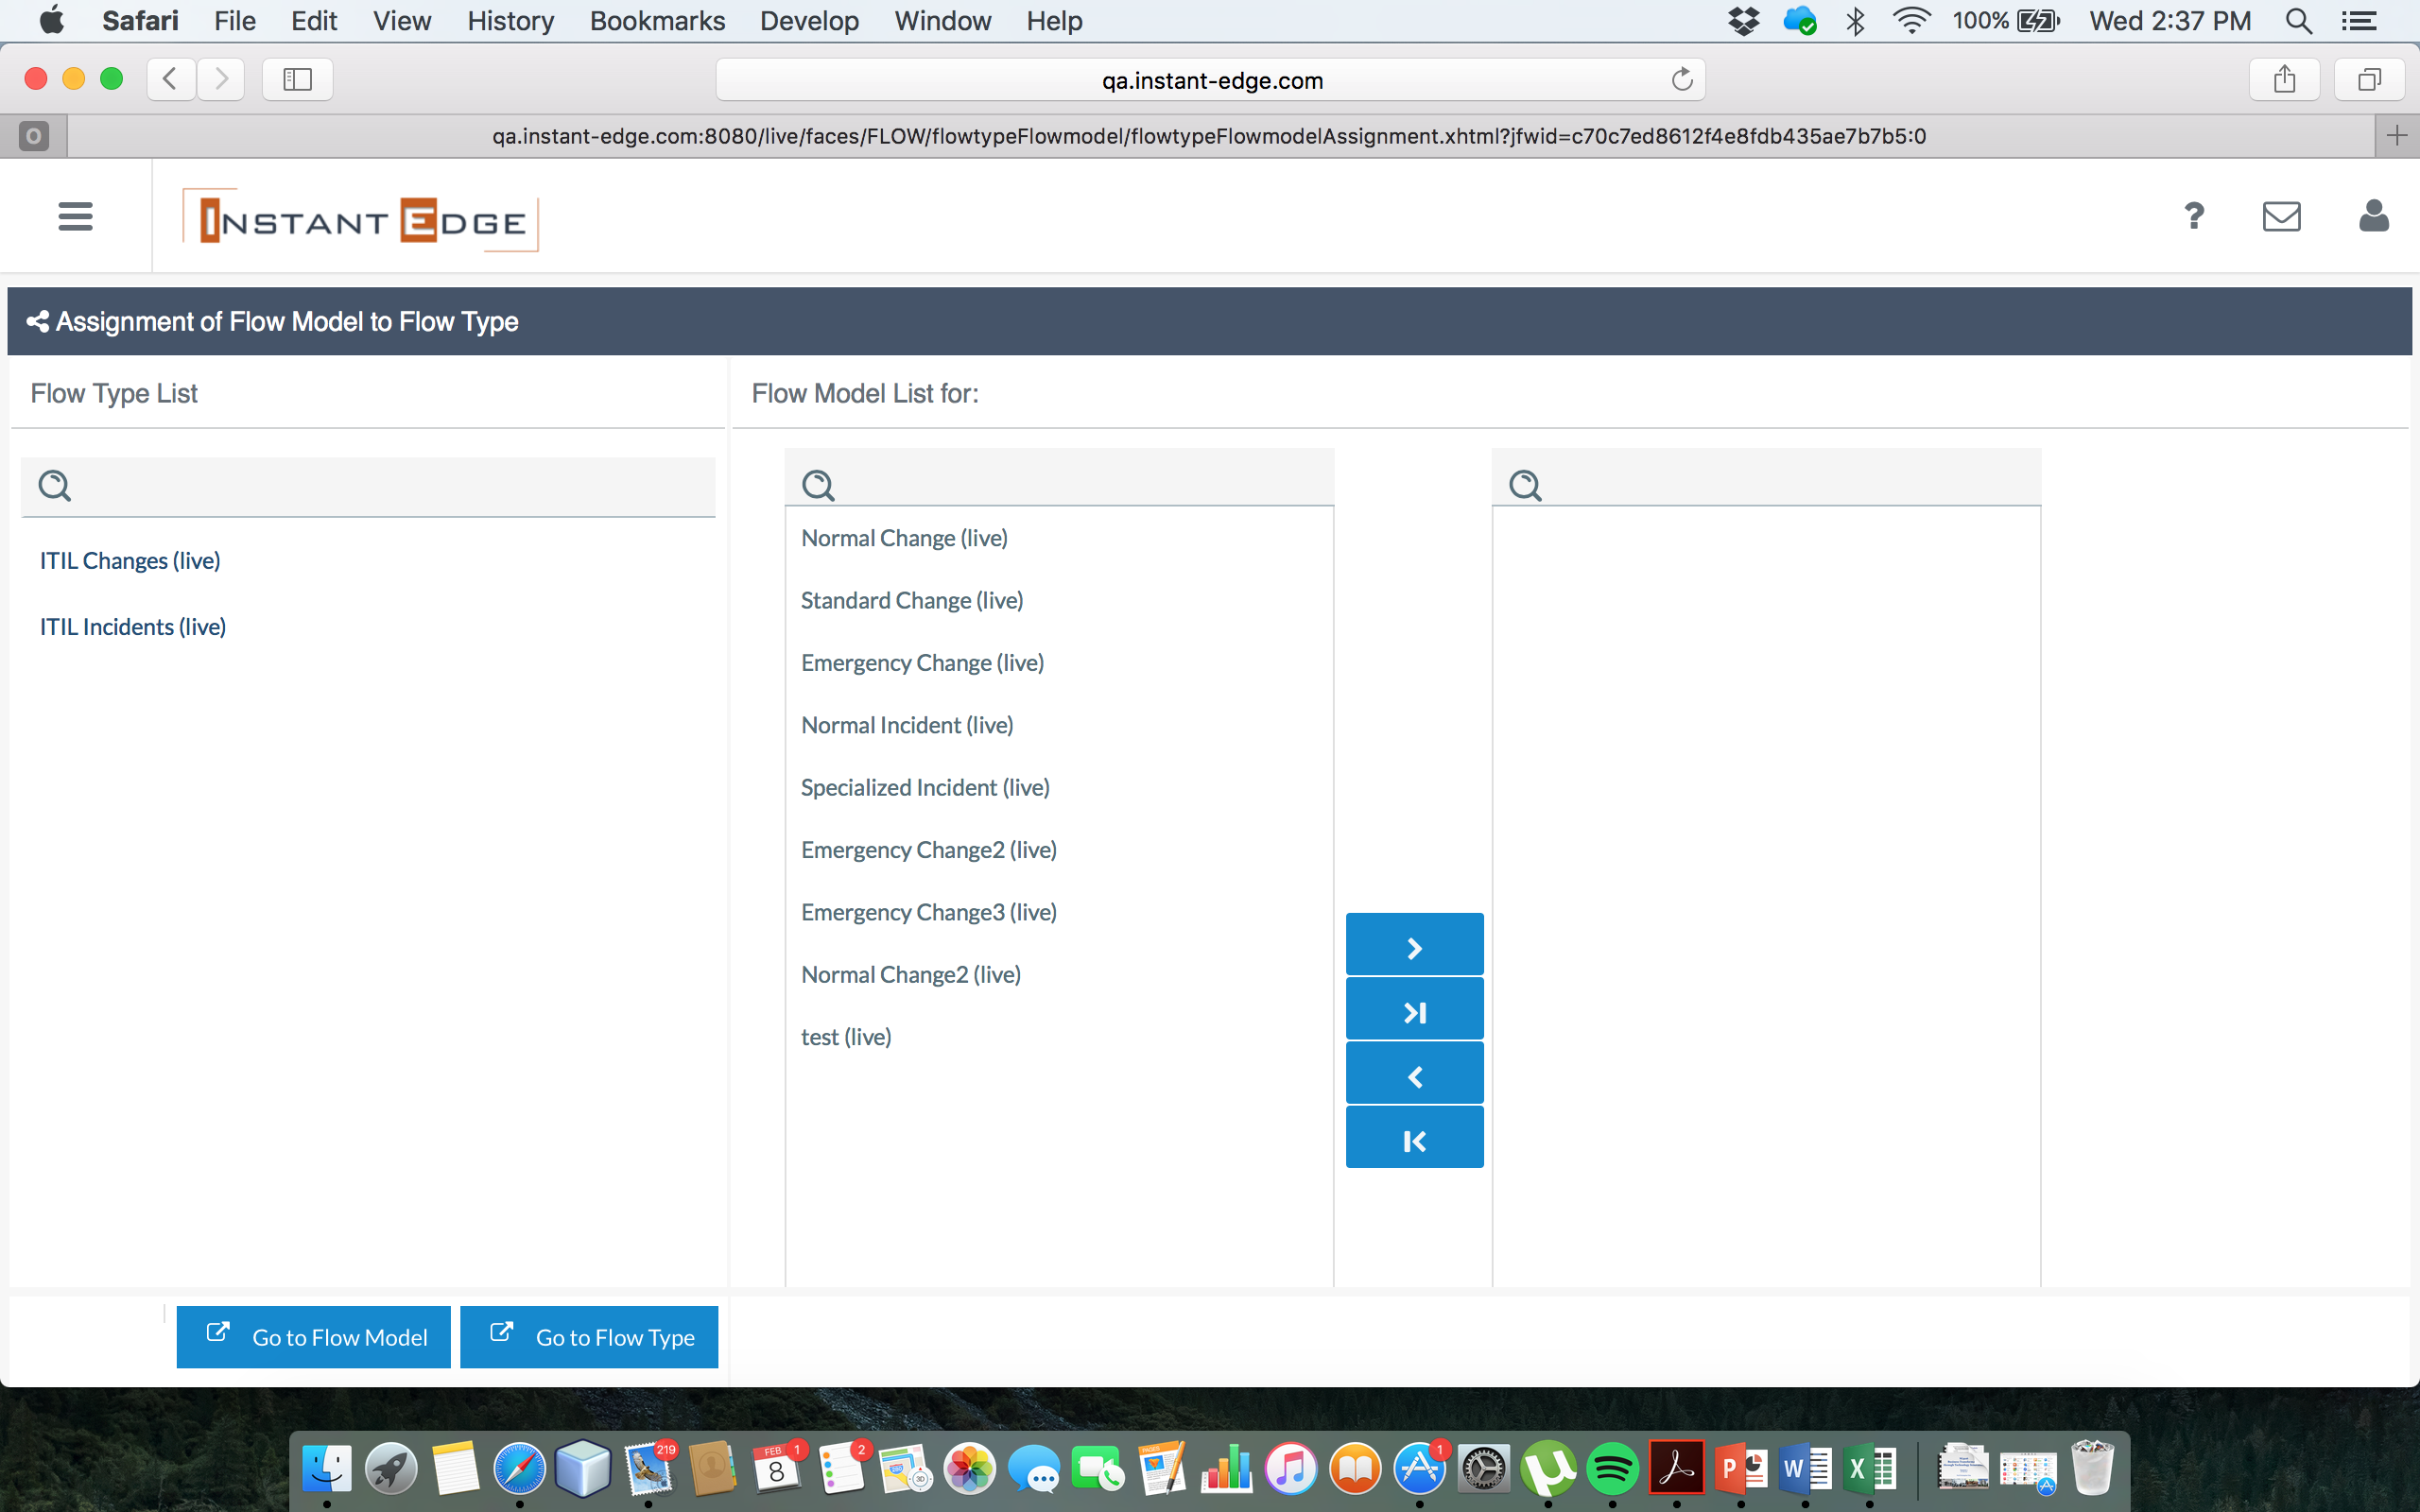 Safari File Edit View History Bookmarks Develop Window Help 100% Wed 2:37 PM
qa.instant-edge.com
O qa.instant-edge.com:8080/live/faces/FLOW/flowtypeFlowmodel/flowtypeFlowmodelAssignment.xhtml?jfwid=c70c7ed8612f4e8fdb435ae7b7b5:0
INSTANT EDGE
Assignment of Flow Model to Flow Type
Flow Type List
ITIL Changes (live)
ITIL Incidents (live)
Flow Model List for:
Normal Change (live)
Standard Change (live)
Emergency Change (live)
Normal Incident (live)
Specialized Incident (live)
Emergency Change2 (live)
Emergency Change3 (live)
Normal Change2 (live)
test (live)
Go to Flow Model Go to Flow Type
219
FEB
8
1
2
3D
PAGES
1
P
W
X